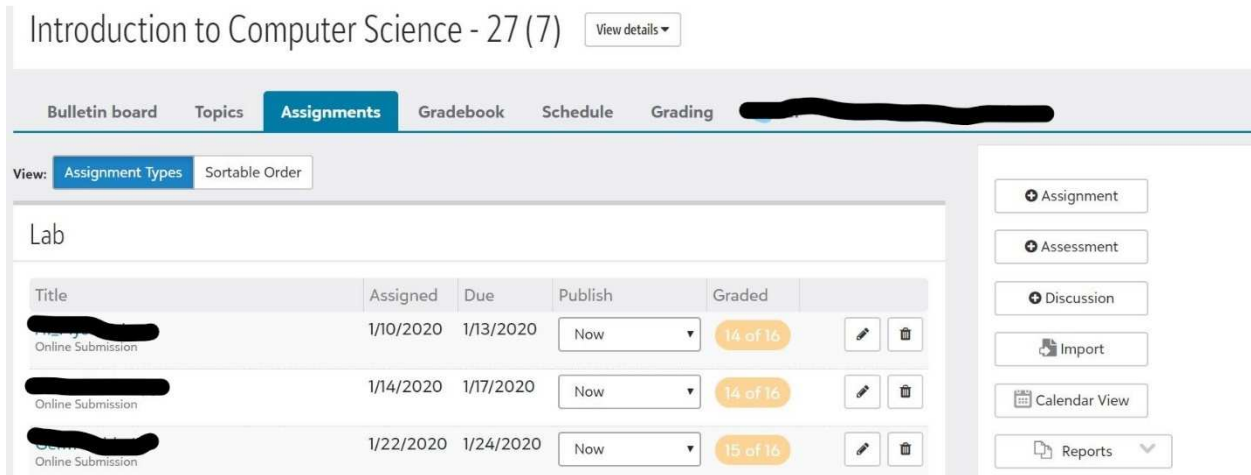 Introduction to Computer Science - 27 (7) View details
Bulletin board Topics Assignments Gradebook Schedule Grading
View: Assignment Types Sortable Order
Lab
Title Assigned Due Publish Graded
1/10/2020 1/13/2020 Now 14 of 16
Online Submission
1/14/2020 1/17/2020 Now 14 of 16
Online Submission
1/22/2020 1/24/2020 Now 15 of 16
Online Submission
Assignment
Assessment
Discussion
Import
Calendar View
Reports